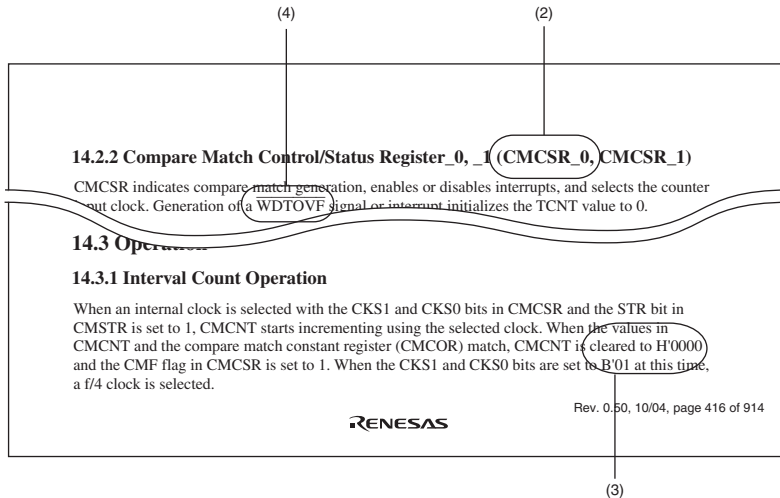 (4) (2)
14.2.2 Compare Match Control/Status Register_0, _1 (CMCSR_0, CMCSR_1)
CMCSR indicates compare match generation, enables or disables interrupts, and selects the counter
input clock. Generation of a WDTOVF signal or interrupt initializes the TCNT value to 0.
14.3 Operation
14.3.1 Interval Count Operation
When an internal clock is selected with the CKS1 and CKS0 bits in CMCSR and the STR bit in
CMSTR is set to 1, CMCNT starts incrementing using the selected clock. When the values in
CMCNT and the compare match constant register (CMCOR) match, CMCNT is cleared to H'0000
and the CMF flag in CMCSR is set to 1. When the CKS1 and CKS0 bits are set to B'01 at this time,
a f/4 clock is selected.
Rev. 0.50, 10/04, page 416 of 914
RENESAS
(3)